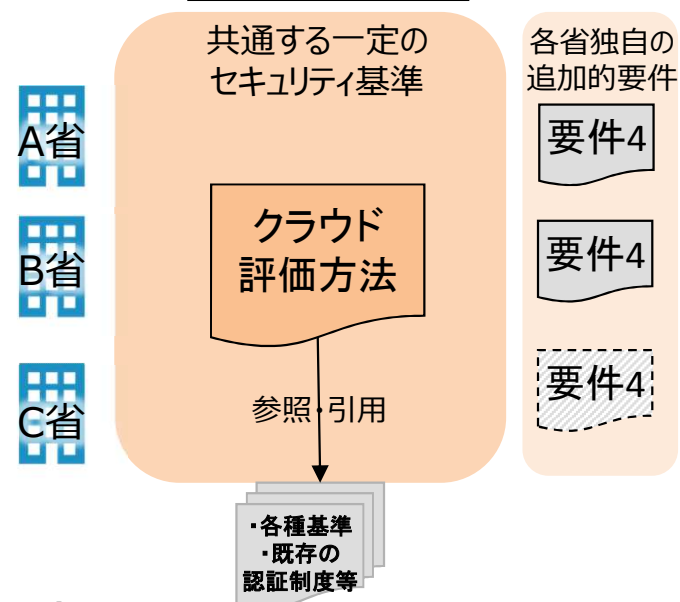 共通する一定の
セキュリティ基準
各省独自の
追加的要件
A省
要件4
クラウド
評価方法
B省
要件4
C省
要件4
参照・引用
・各種基準
・既存の
認証制度等